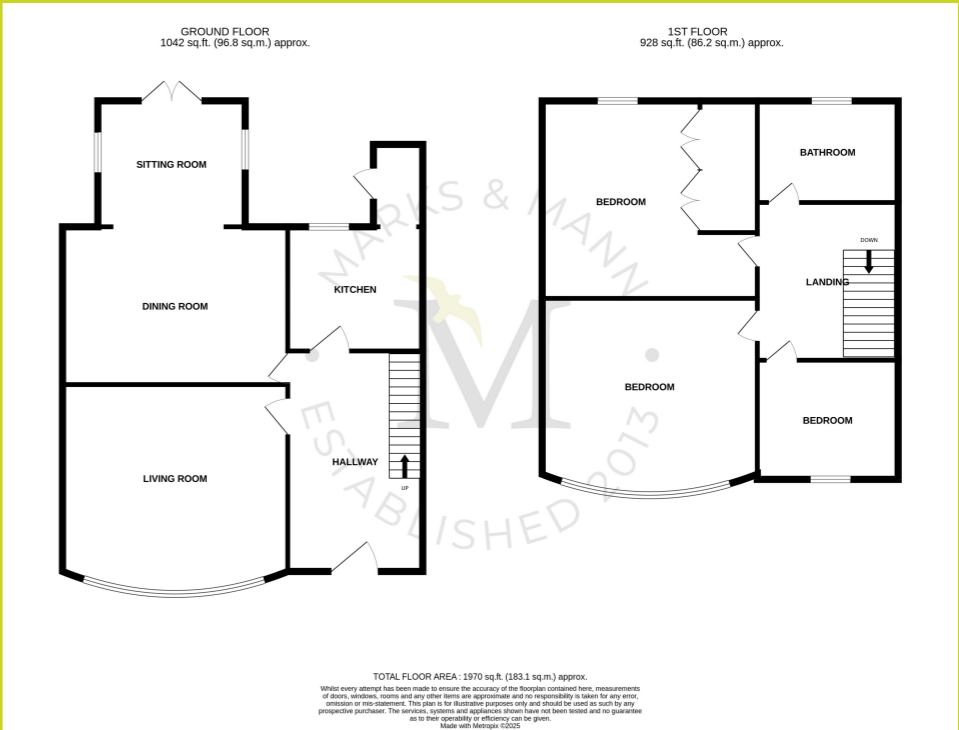 GROUND FLOOR
1042 sq.ft. (96.8 sq.m.) approx.
SITTING ROOM
DINING ROOM
KITCHEN
LIVING ROOM
HALLWAY
UP
1ST FLOOR
928 sq.ft. (86.2 sq.m.) approx.
BATHROOM
BEDROOM
DOWN
LANDING
BEDROOM
BEDROOM
MARKS & MANN
M
ESTABLISHED 2013
TOTAL FLOOR AREA : 1970 sq.ft. (183.1 sq.m.) approx.
Whilst every attempt has been made to ensure the accuracy of the floorplan contained here, measurements
of doors, windows, rooms and any other items are approximate and no responsibility is taken for any error,
omission or mis-statement. This plan is for illustrative purposes only and should be used as such by any
prospective purchaser. The services, systems and appliances shown have not been tested and no guarantee
as to their operability or efficiency can be given.
Made with Metropix ©2025